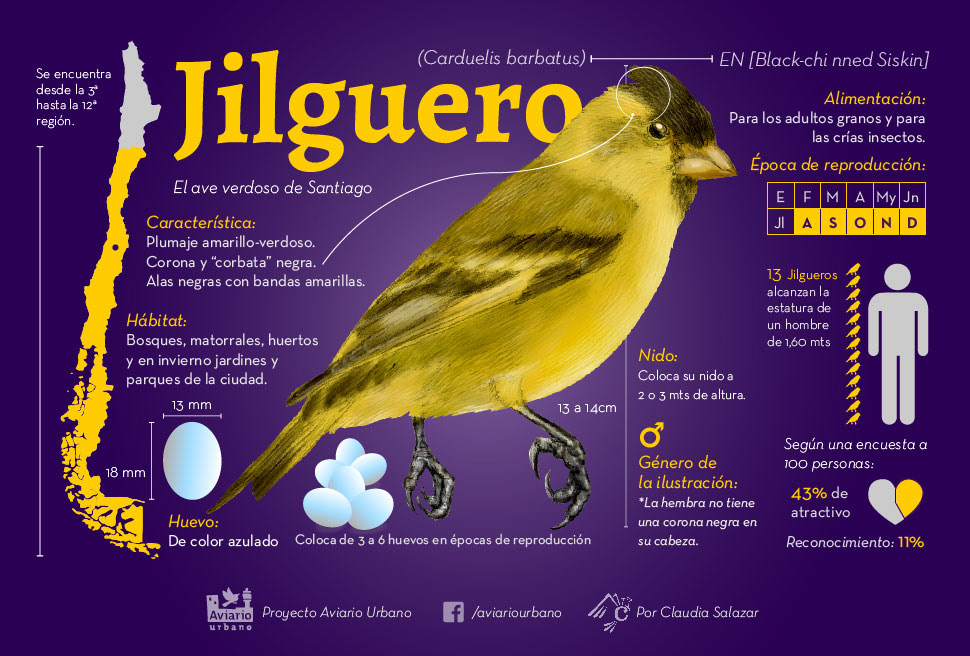 Se encuentra
desde la 3ª
hasta la 12ª
región.
Jilguero
(Carduelis barbatus)
EN [Black-chi nned Siskin]
El ave verdoso de Santiago
Característica:
Plumaje amarillo-verdoso.
Corona y “corbata” negra.
Alas negras con bandas amarillas.
Hábitat:
Bosques, matorrales, huertos
y en invierno jardines y
parques de la ciudad.
13 mm
18 mm
Huevo:
De color azulado
Coloca de 3 a 6 huevos en épocas de reproducción
13 a 14cm
Alimentación:
Para los adultos granos y para
las crías insectos.
Época de reproducción:
E F M A My Jn
Jl A S O N D
13 Jilgueros
alcanzan la
estatura de
un hombre
de 1,60 mts
Nido:
Coloca su nido a
2 o 3 mts de altura.
♂
Género de
la ilustración:
*La hembra no tiene
una corona negra en
su cabeza.
Según una encuesta a
100 personas:
43% de
atractivo
Reconocimiento: 11%
Aviario
urbano
Proyecto Aviario Urbano
/aviariourbano
Por Claudia Salazar